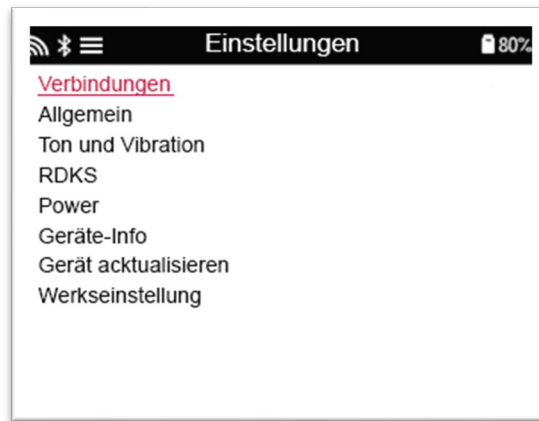 Einstellungen 80%
Verbindungen
Allgemein
Ton und Vibration
RDKS
Power
Geräte-Info
Gerät acktualisieren
Werkseinstellung